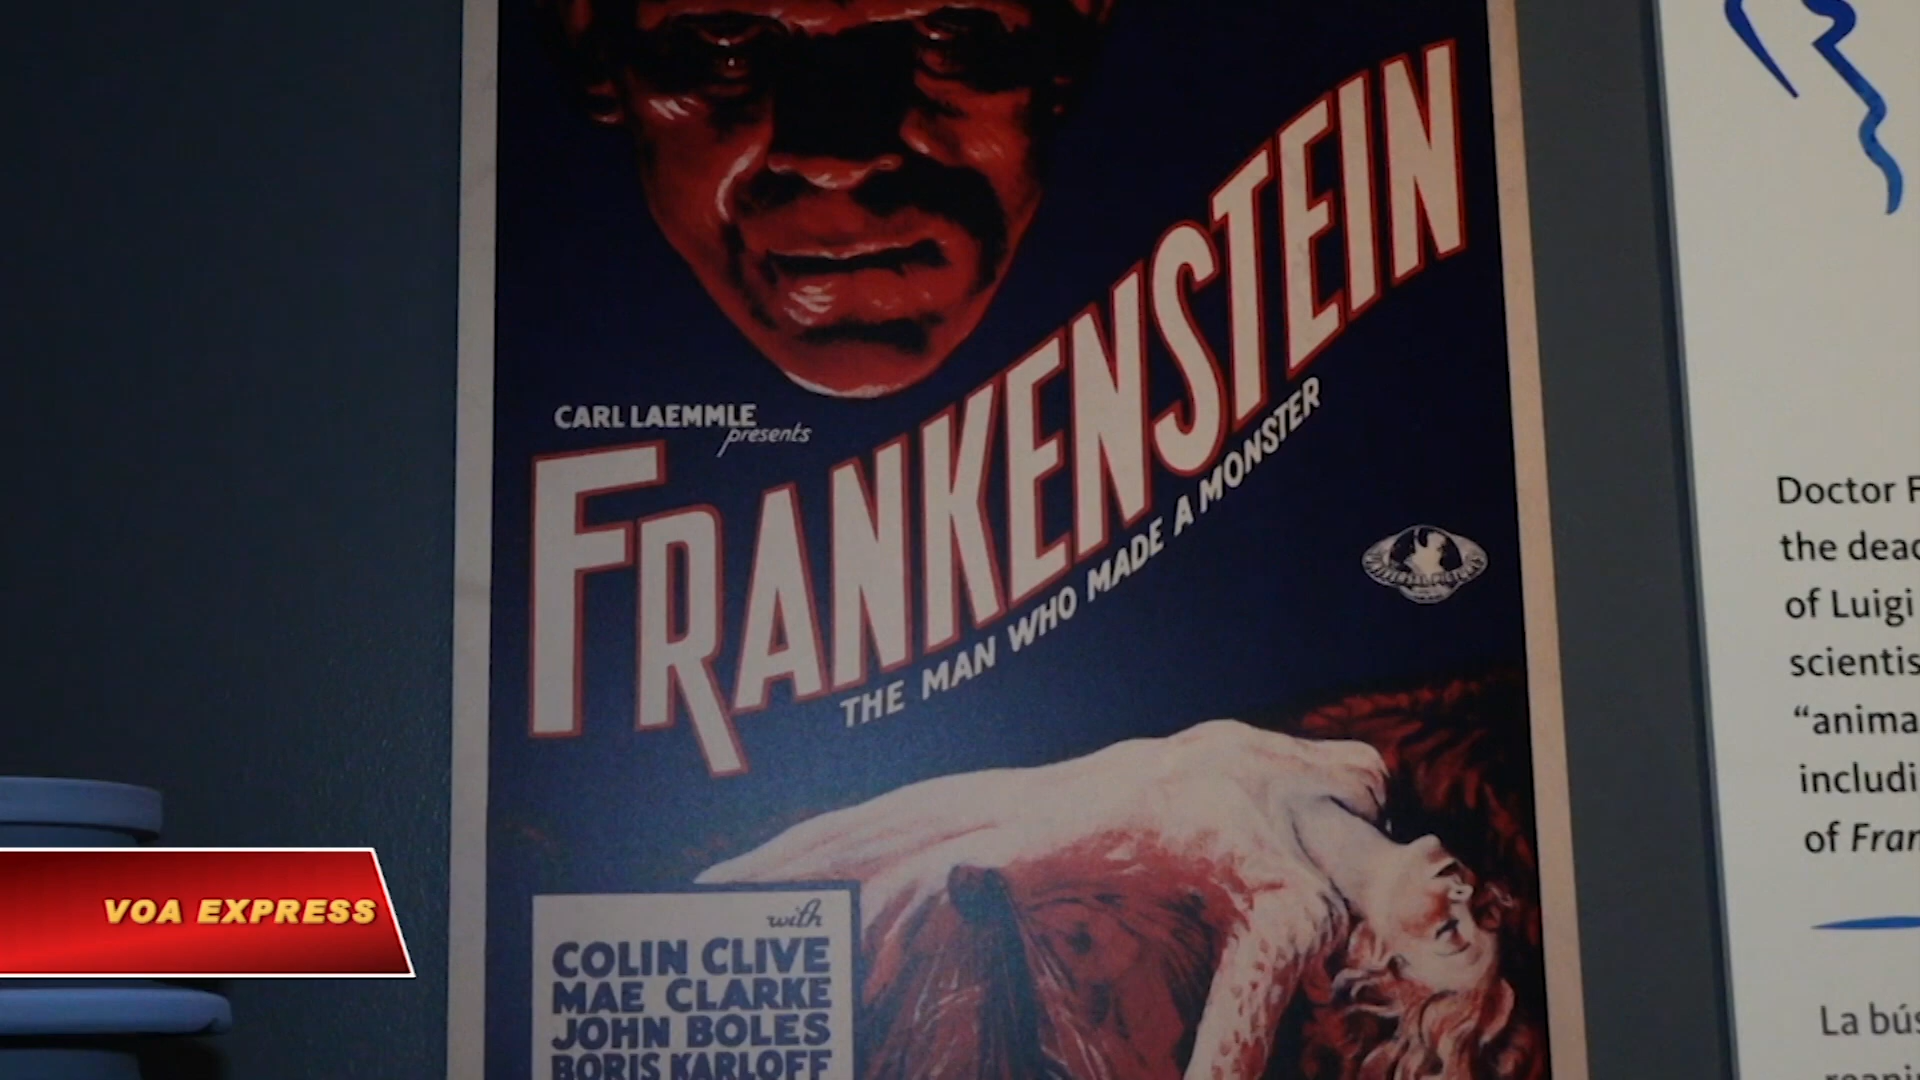 CARL LAEMMLE
presents
FRANKENSTEIN
THE MAN WHO MADE A MONSTER
with
COLIN CLIVE
MAE CLARKE
JOHN BOLES
BORIS KARLOFF
VOA EXPRESS
Doctor F
the dead
of Luigi
scientis
“anima
includi
of Fran
La bús